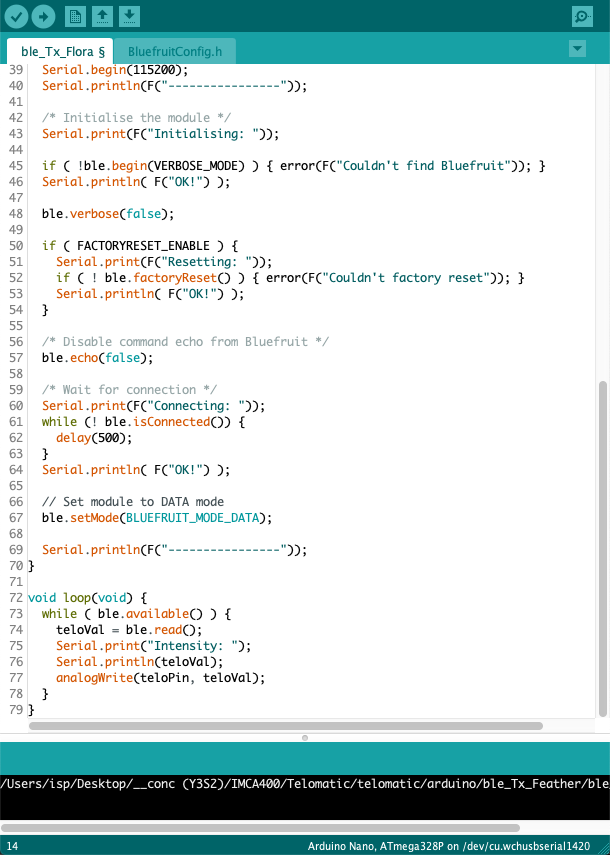 ble_Tx_Flora §
BluefruitConfig.h
39 Serial.begin(115200);
40 Serial.println(F("----------------"));
41
42 /* Initialise the module */
43 Serial.print(F("Initialising: "));
44
45 if ( !ble.begin(VERBOSE_MODE) ) { error(F("Couldn't find Bluefruit")); }
46 Serial.println( F("OK!") );
47
48 ble.verbose(false);
49
50 if ( FACTORYRESET_ENABLE ) {
51 Serial.print(F("Resetting: "));
52 if ( ! ble.factoryReset() ) { error(F("Couldn't factory reset")); }
53 Serial.println( F("OK!") );
54 }
55
56 /* Disable command echo from Bluefruit */
57 ble.echo(false);
58
59 /* Wait for connection */
60 Serial.print(F("Connecting: "));
61 while (! ble.isConnected()) {
62 delay(500);
63 }
64 Serial.println( F("OK!") );
65
66 // Set module to DATA mode
67 ble.setMode(BLUEFRUIT_MODE_DATA);
68
69 Serial.println(F("----------------"));
70 }
71
72 void loop(void) {
73 while ( ble.available() ) {
74 teloVal = ble.read();
75 Serial.print("Intensity: ");
76 Serial.println(teloVal);
77 analogWrite(teloPin, teloVal);
78 }
79 }
/Users/isp/Desktop/__conc (Y3S2)/IMCA400/Telomatic/telomatic/arduino/ble_Tx_Feather/ble
14
Arduino Nano, ATmega328P on /dev/cu.wchusbserial1420